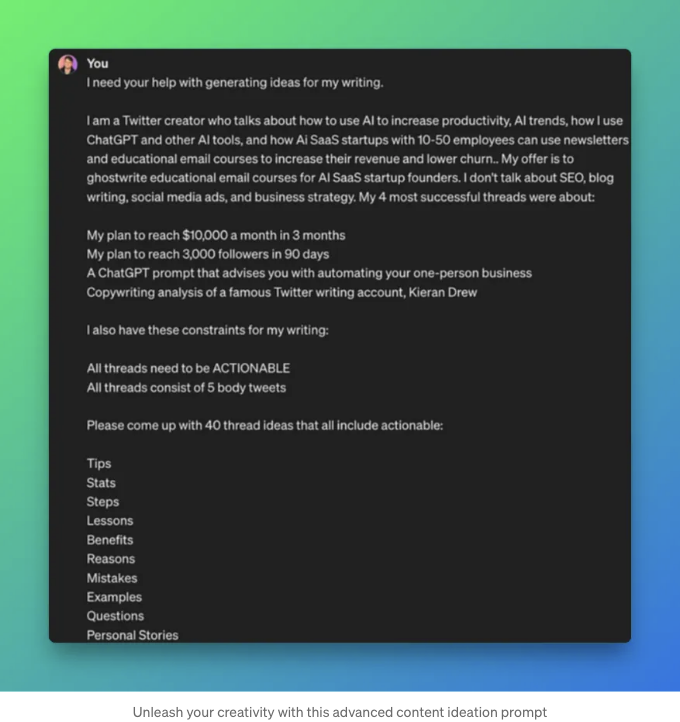 You
I need your help with generating ideas for my writing.
I am a Twitter creator who talks about how to use AI to increase productivity, AI trends, how I use
ChatGPT and other AI tools, and how Ai SaaS startups with 10-50 employees can use newsletters
and educational email courses to increase their revenue and lower churn.. My offer is to
ghostwrite educational email courses for AI SaaS startup founders. I don't talk about SEO, blog
writing, social media ads, and business strategy. My 4 most successful threads were about:
My plan to reach $10,000 a month in 3 months
My plan to reach 3,000 followers in 90 days
A ChatGPT prompt that advises you with automating your one-person business
Copywriting analysis of a famous Twitter writing account, Kieran Drew
I also have these constraints for my writing:
All threads need to be ACTIONABLE
All threads consist of 5 body tweets
Please come up with 40 thread ideas that all include actionable:
Tips
Stats
Steps
Lessons
Benefits
Reasons
Mistakes
Examples
Questions
Personal Stories
Unleash your creativity with this advanced content ideation prompt